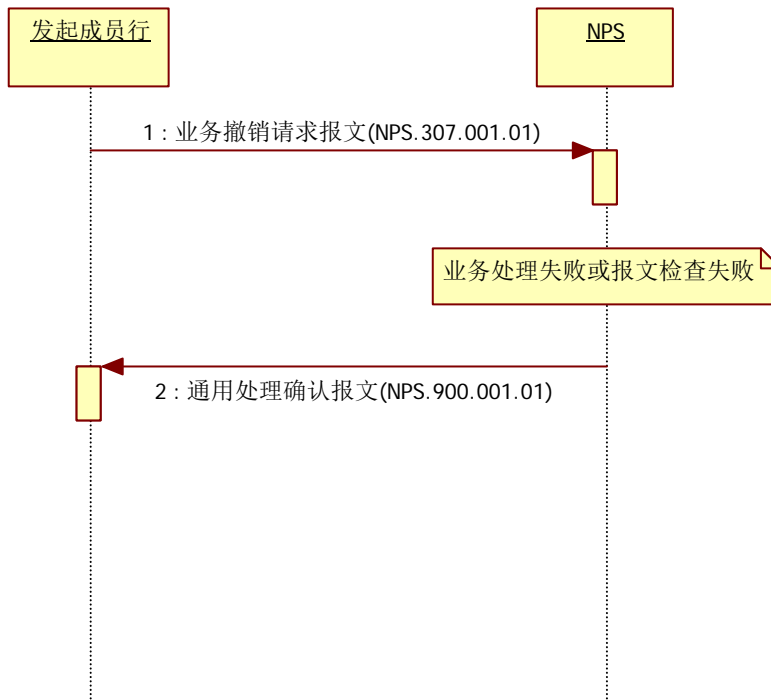 发起成员行
NPS
1 : 业务撤销请求报文(NPS.307.001.01)
业务处理失败或报文检查失败
2 : 通用处理确认报文(NPS.900.001.01)